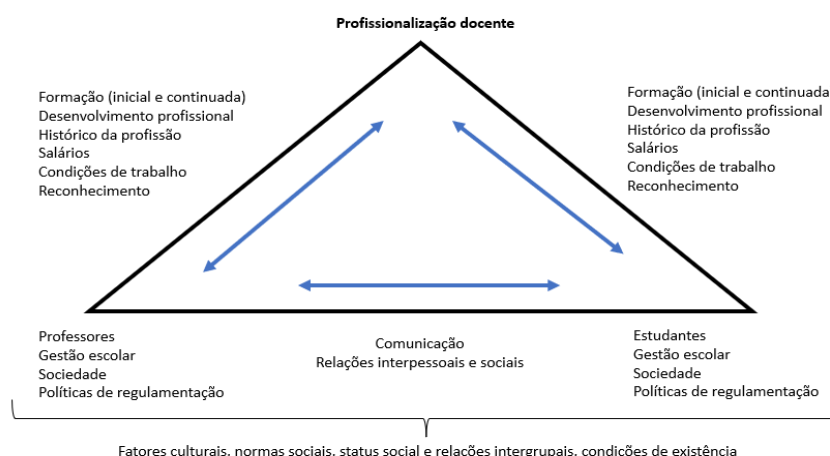 Profissionalização docente
Formação (inicial e continuada)
Desenvolvimento profissional
Histórico da profissão
Salários
Condições de trabalho
Reconhecimento
Formação (inicial e continuada
Desenvolvimento profissional
Histórico da profissão
Salários
Condições de trabalho
Reconhecimento
Professores
Gestão escolar
Sociedade
Políticas de regulamentação
Comunicação
Relações interpessoais e sociais
Estudantes
Gestão escolar
Sociedade
Políticas de regulamentação
Fatores culturais, normas sociais, status social e relações intergrupais, condições de existência